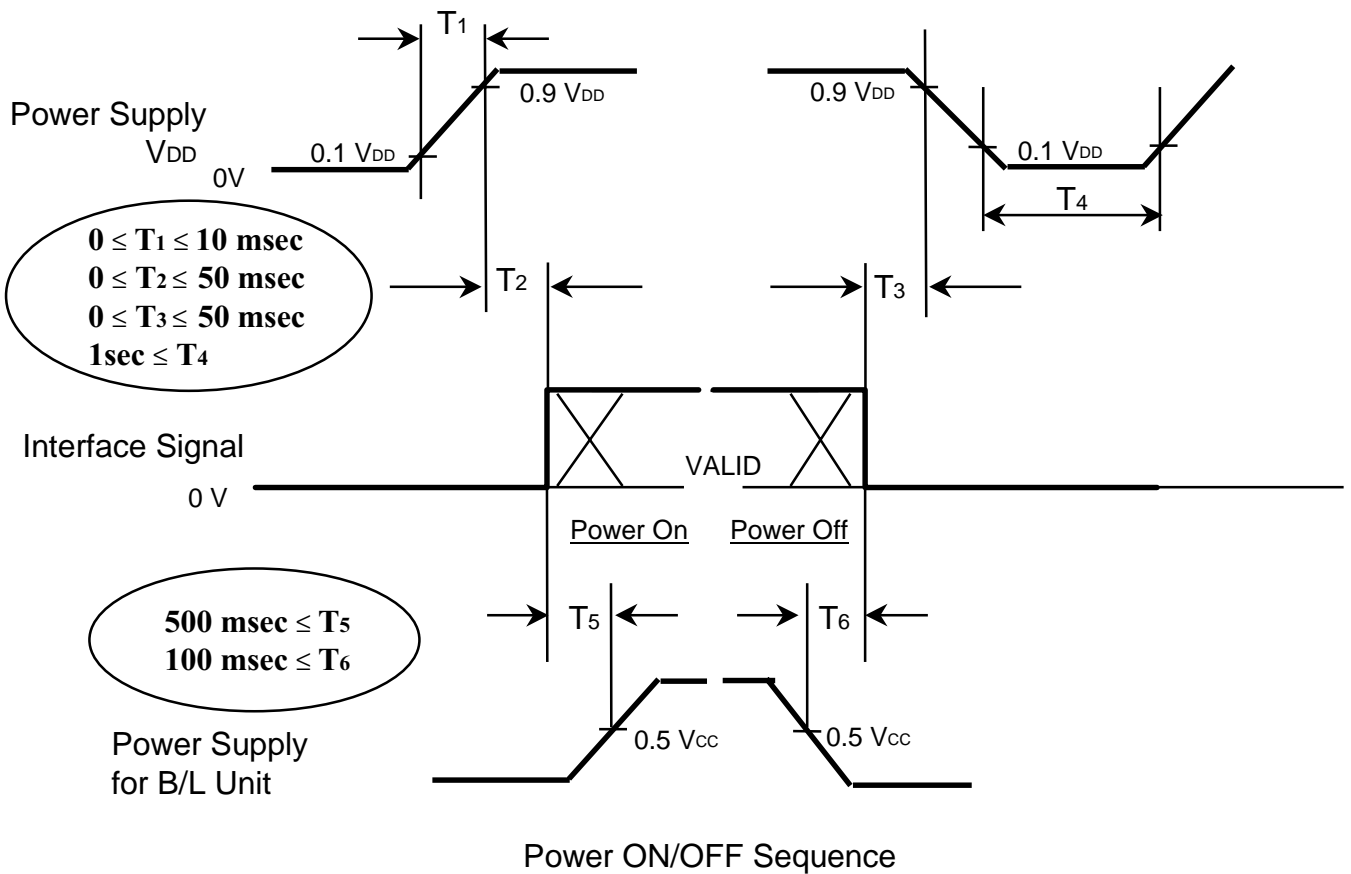 T1
Power Supply
VDD
0.9 VDD
0.9 VDD
0.1 VDD
0.1 VDD
0V
T4
0 ≤ T1 ≤ 10 msec
0 ≤ T2 ≤ 50 msec
0 ≤ T3 ≤ 50 msec
1sec ≤ T4
T2
T3
Interface Signal
VALID
0 V
Power On
Power Off
500 msec ≤ T5
100 msec ≤ T6
T5
T6
Power Supply
for B/L Unit
0.5 VCC
0.5 VCC
Power ON/OFF Sequence